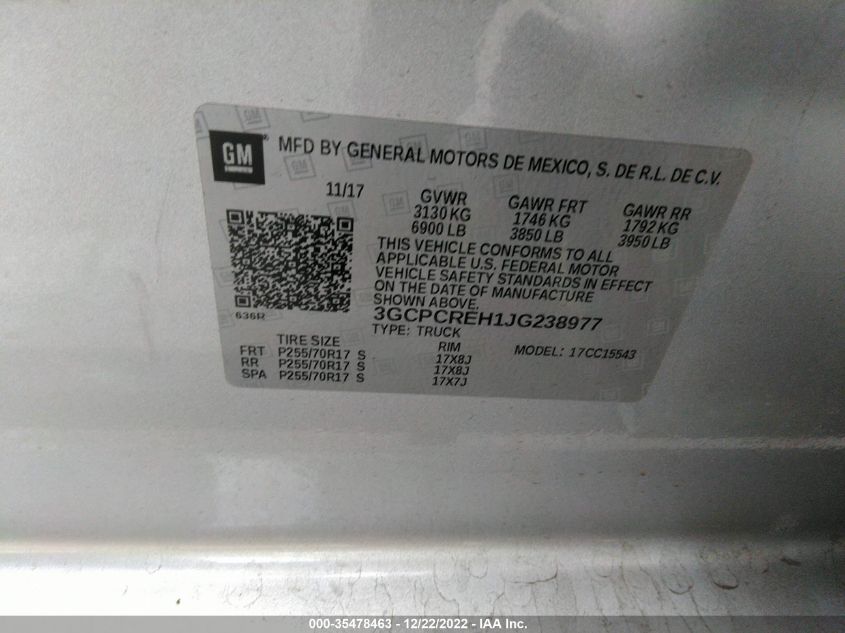 GM
MFD BY GENERAL MOTORS DE MEXICO, S. DE R.L. DE C.V.
11/17
GVWR GAWR FRT GAWR RR
3130 KG 1746 KG 1792 KG
6900 LB 3850 LB 3950 LB
THIS VEHICLE CONFORMS TO ALL
APPLICABLE U.S. FEDERAL MOTOR
VEHICLE SAFETY STANDARDS IN EFFECT
ON THE DATE OF MANUFACTURE
SHOWN ABOVE.
636R
3GCPCREH1JG238977
TYPE: TRUCK
TIRE SIZE RIM MODEL: 17CC15543
FRT P255/70R17 S 17X8J
RR P255/70R17 S 17X8J
SPA P255/70R17 S 17X7J
000-35478463 - 12/22/2022 - IAA Inc.